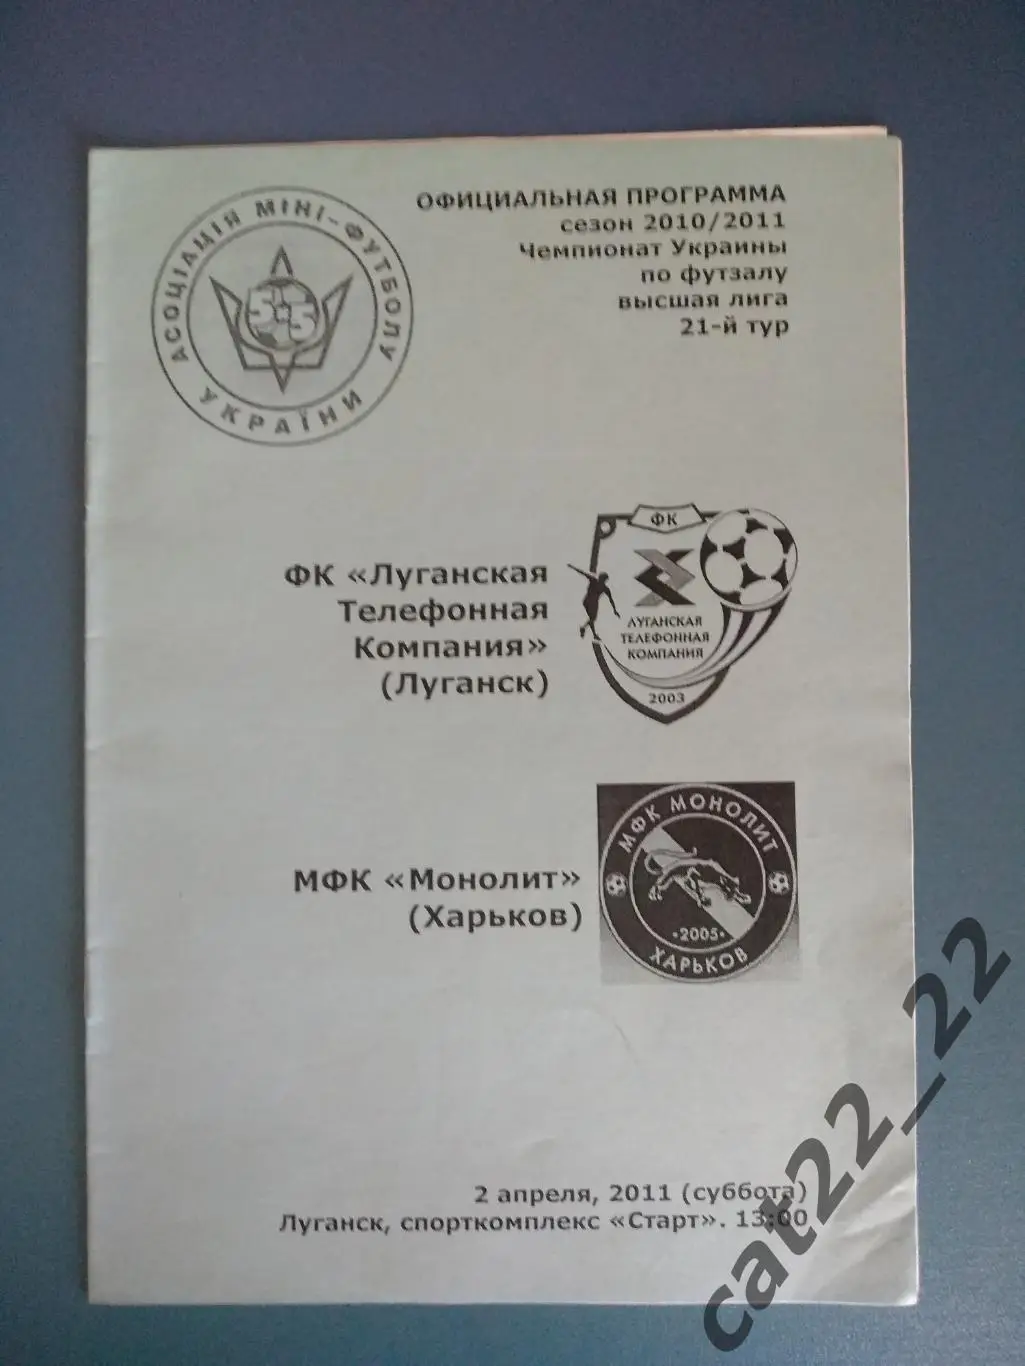 АСОЦІАЦІЯ МІНІ-ФУТБОЛУ
УКРАЇНИ
5x5
ОФИЦИАЛЬНАЯ ПРОГРАММА
сезон 2010/2011
Чемпионат Украины
по футзалу
высшая лига
21-й тур
ФК «Луганская
Телефонная
Компания»
(Луганск)
ФК
ЛУГАНСКАЯ
ТЕЛЕФОННАЯ
КОМПАНИЯ
2003
МФК «Монолит»
(Харьков)
МФК МОНОЛИТ
·2005·
ХАРЬКОВ
2 апреля, 2011 (суббота)
Луганск, спорткомплекс «Старт». 13:00
cat22_22